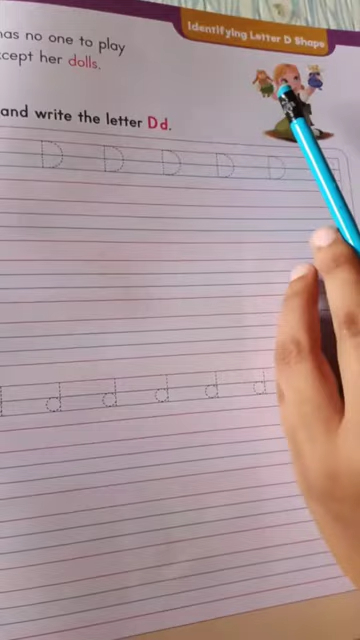 Identifying Letter D Shape
has no one to play
cept her dolls.
and write the letter Dd.
D D D D D
d d d d d